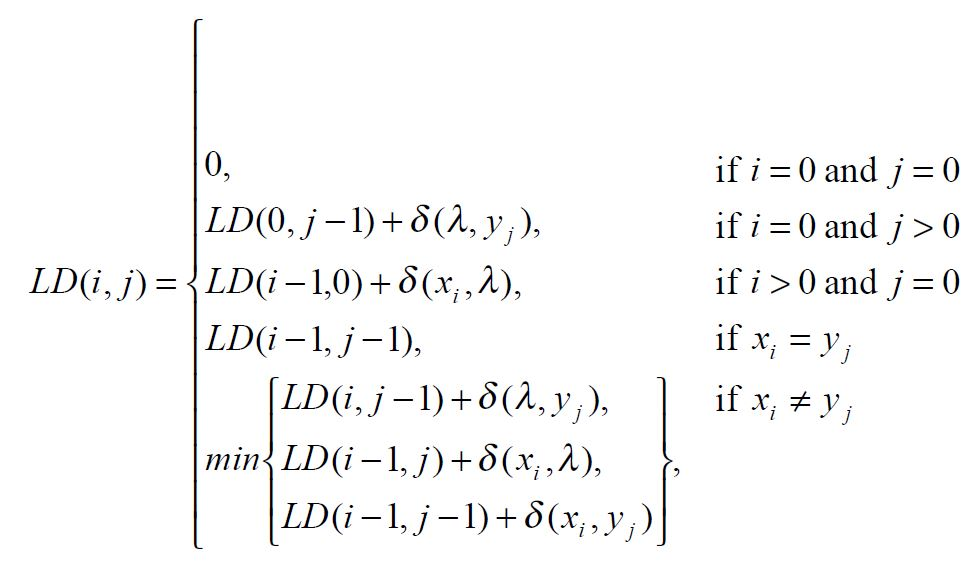 0, if i = 0 and j = 0
LD(0, j −1) + δ(λ, y_j), if i = 0 and j > 0
LD(i, j) = LD(i −1,0) + δ(x_i, λ), if i > 0 and j = 0
LD(i −1, j −1), if x_i = y_j
LD(i, j −1) + δ(λ, y_j), if x_i ≠ y_j
min{ LD(i −1, j) + δ(x_i, λ), },
LD(i −1, j −1) + δ(x_i, y_j)